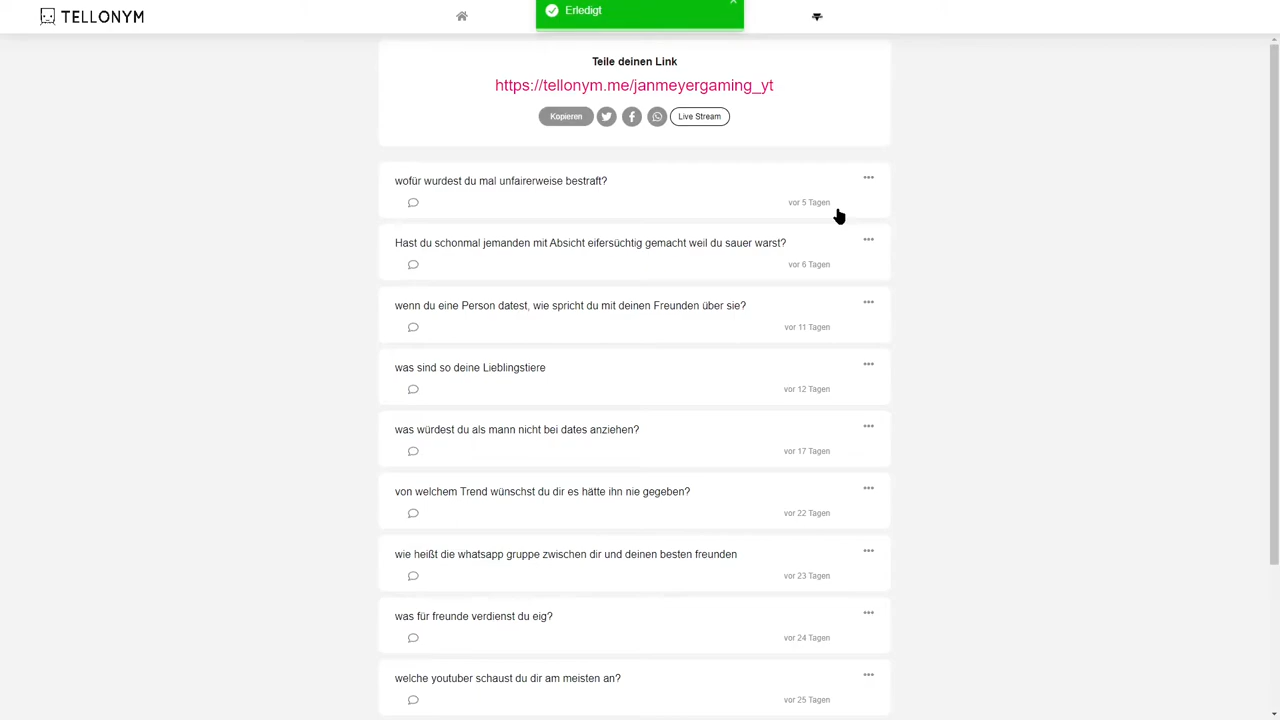 TELLONYM
Erledigt
Teile deinen Link
https://tellonym.me/janmeyergaming_yt
Kopieren
Live Stream
wofür wurdest du mal unfairerweise bestraft?
vor 5 Tagen
Hast du schonmal jemanden mit Absicht eifersüchtig gemacht weil du sauer warst?
vor 6 Tagen
wenn du eine Person datest, wie spricht du mit deinen Freunden über sie?
vor 11 Tagen
was sind so deine Lieblingstiere
vor 12 Tagen
was würdest du als mann nicht bei dates anziehen?
vor 17 Tagen
von welchem Trend wünschst du dir es hätte ihn nie gegeben?
vor 22 Tagen
wie heißt die whatsapp gruppe zwischen dir und deinen besten freunden
vor 23 Tagen
was für freunde verdienst du eig?
vor 24 Tagen
welche youtuber schaust du dir am meisten an?
vor 25 Tagen